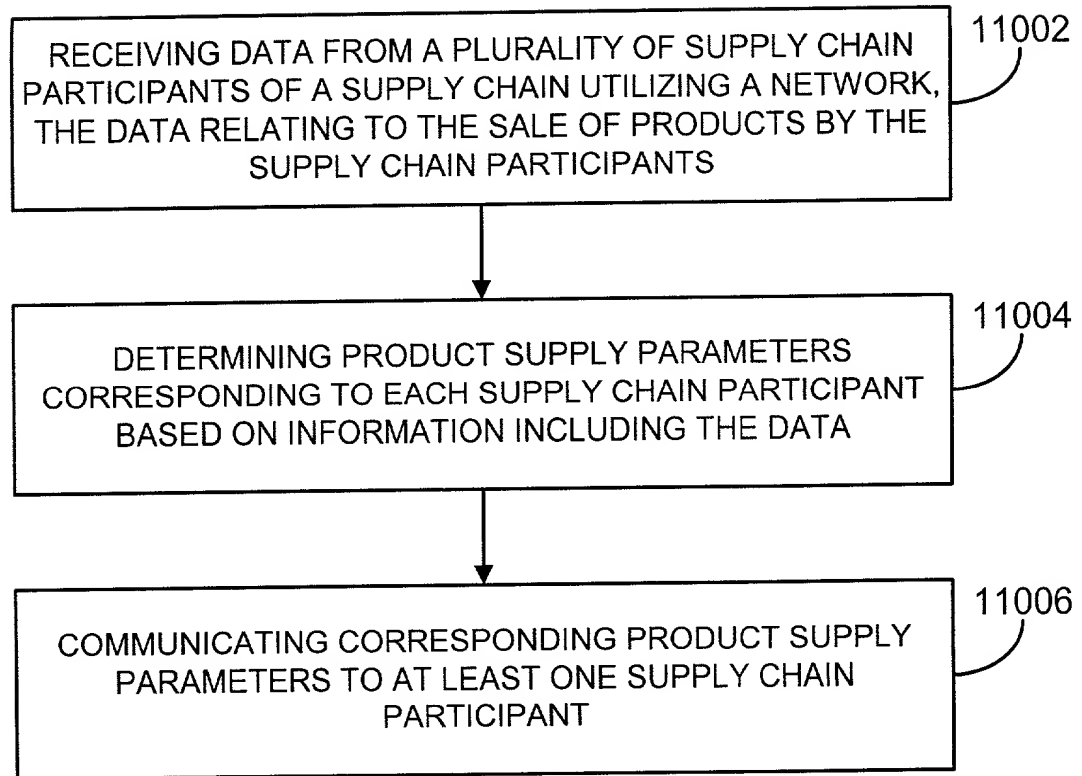 11002
RECEIVING DATA FROM A PLURALITY OF SUPPLY CHAIN
PARTICIPANTS OF A SUPPLY CHAIN UTILIZING A NETWORK,
THE DATA RELATING TO THE SALE OF PRODUCTS BY THE
SUPPLY CHAIN PARTICIPANTS
11004
DETERMINING PRODUCT SUPPLY PARAMETERS
CORRESPONDING TO EACH SUPPLY CHAIN PARTICIPANT
BASED ON INFORMATION INCLUDING THE DATA
11006
COMMUNICATING CORRESPONDING PRODUCT SUPPLY
PARAMETERS TO AT LEAST ONE SUPPLY CHAIN
PARTICIPANT